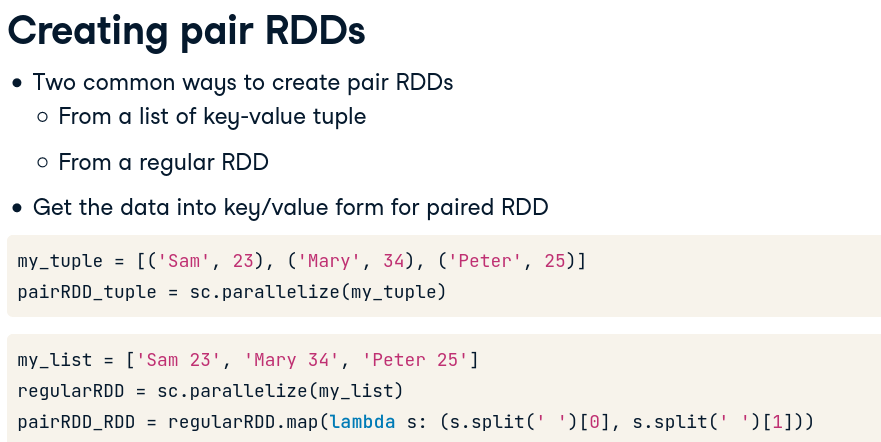 Creating pair RDDs
• Two common ways to create pair RDDs
○ From a list of key-value tuple
○ From a regular RDD
• Get the data into key/value form for paired RDD
my_tuple = [('Sam', 23), ('Mary', 34), ('Peter', 25)]
pairRDD_tuple = sc.parallelize(my_tuple)
my_list = ['Sam 23', 'Mary 34', 'Peter 25']
regularRDD = sc.parallelize(my_list)
pairRDD_RDD = regularRDD.map(lambda s: (s.split(' ')[0], s.split(' ')[1]))